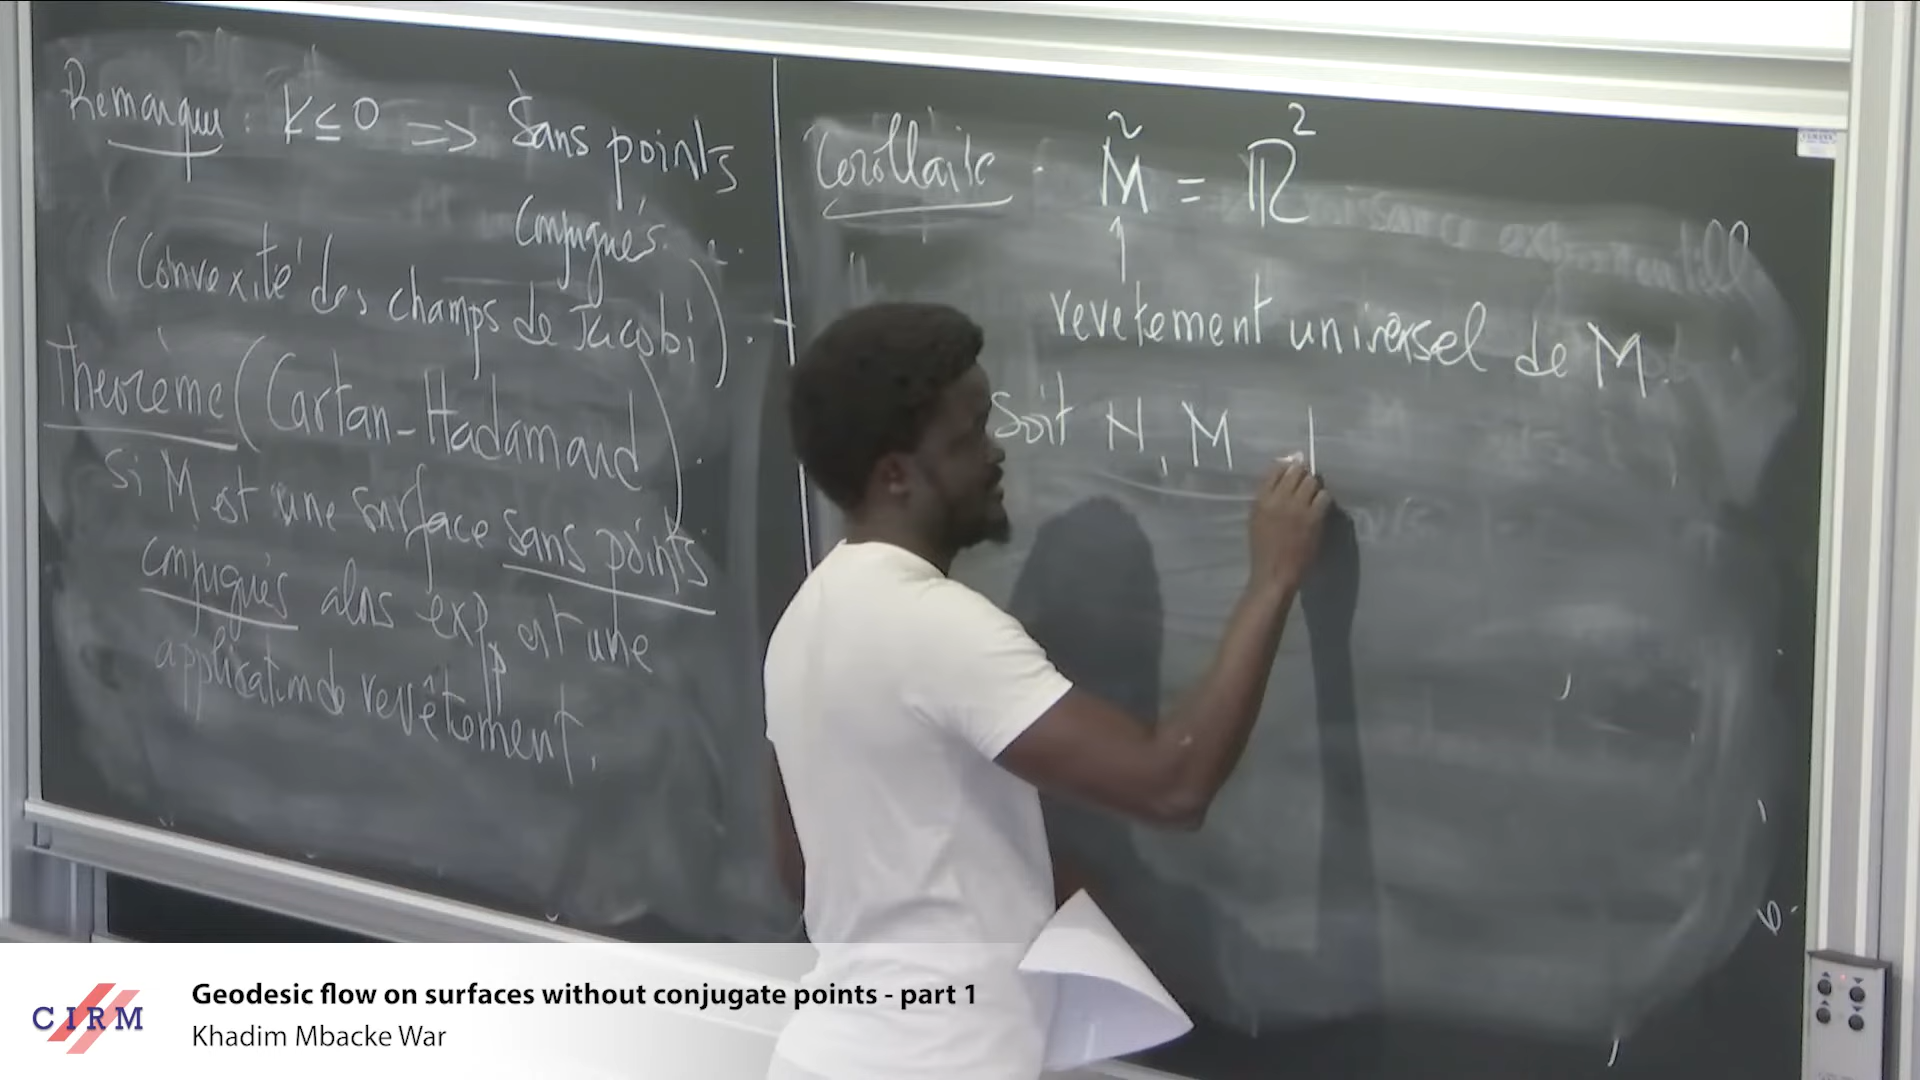 Remarque : K ≤ 0 => Sans points
conjugués.
(Convexité des champs de Jacobi).
Théorème (Cartan-Hadamard).
Si M est une surface sans points
conjugués alors exp_p est une
application de revêtement.
Corollaire : M̃ = ℝ²
↑
revetement universel de M.
Soit N, M
CIRM
Geodesic flow on surfaces without conjugate points - part 1
Khadim Mbacke War